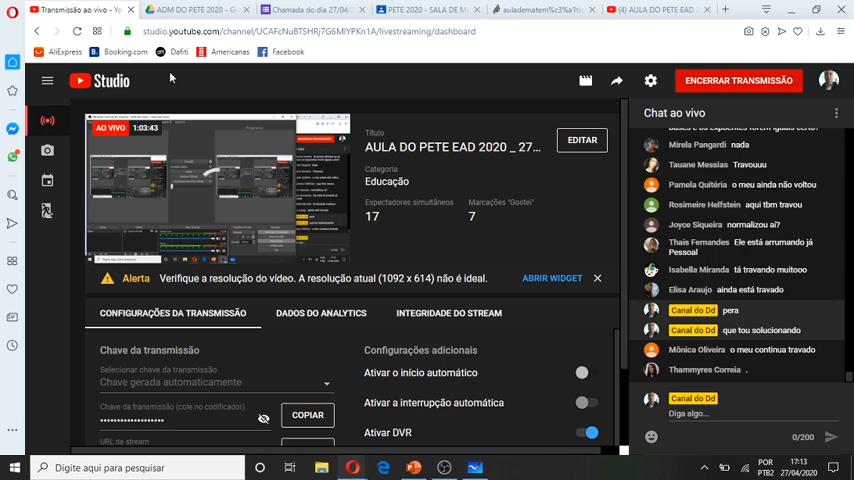 Transmissão ao vivo - Yo
ADM DO PETE 2020 - G
Chamada do dia 27/04/
PETE 2020 - SALA DE M
auladematem%c3%a1ti
(4) AULA DO PETE EAD 2
studio.youtube.com/channel/UCAFcNuBTSHRj7G6MIYPKn1A/livestreaming/dashboard
AliExpress
Booking.com
Dafiti
Americanas
Facebook
Studio
ENCERRAR TRANSMISSÃO
AO VIVO 1:03:43
Título
AULA DO PETE EAD 2020 _ 27...
EDITAR
Categoria
Educação
Espectadores simultâneos
Marcações "Gostei"
17
7
Alerta Verifique a resolução do vídeo. A resolução atual (1092 x 614) não é ideal.
ABRIR WIDGET
CONFIGURAÇÕES DA TRANSMISSÃO
DADOS DO ANALYTICS
INTEGRIDADE DO STREAM
Chave da transmissão
Selecionar chave da transmissão
Chave gerada automaticamente
Chave da transmissão (cole no codificador)
••••••••••••••••••
COPIAR
URL de stream
Configurações adicionais
Ativar o início automático
Ativar a interrupção automática
Ativar DVR
Chat ao vivo
bases e as expoentes forem iguais certo?
Mirela Pangardi nada
Tauane Messias Travouuu
Pamela Quitéria o meu ainda não voltou
Rosimeire Helfstein aqui tbm travou
Joyce Siqueira normalizou aí?
Thais Fernandes Ele está arrumando já
Pessoal
Isabella Miranda tá travando muitooo
Elisa Araujo ainda está travado
Canal do Dd pera
Canal do Dd que tou solucionando
Mônica Oliveira o meu continua travado
Thammyres Correia .
Canal do Dd
Diga algo...
0/200
Digite aqui para pesquisar
POR
PTB2
17:13
27/04/2020